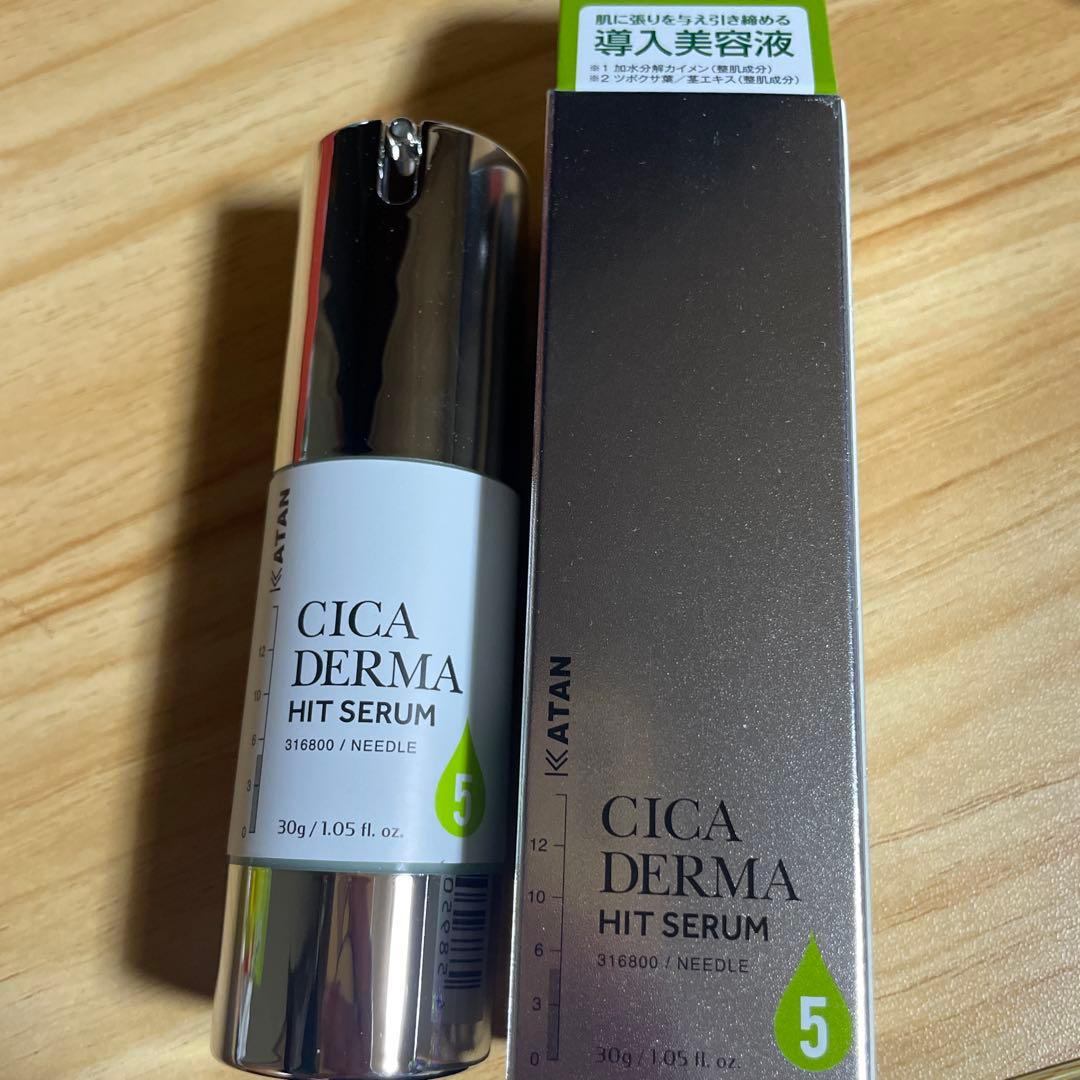 肌に張りを与え引き締める
導入美容液
※1 加水分解カイメン(整肌成分)
※2 ツボクサ葉/茎エキス(整肌成分)
KATAN
CICA
DERMA
HIT SERUM
316800 / NEEDLE
12
10
6
3
0
5
30g / 1.05 fl. oz.
KATAN
CICA
DERMA
HIT SERUM
316800 / NEEDLE
12
10
6
3
0
5
30g / 1.05 fl. oz.